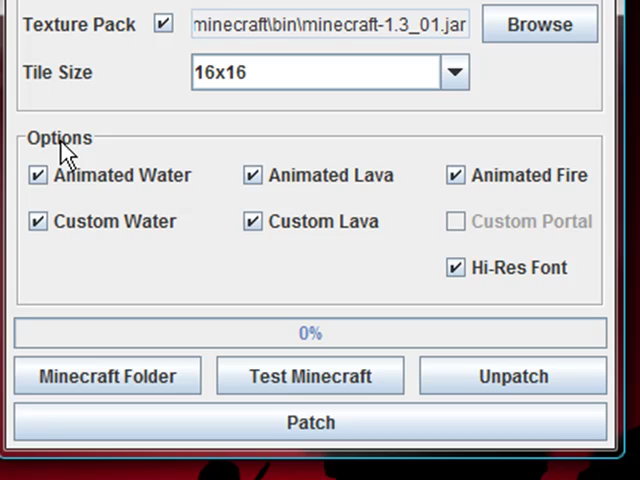 Texture Pack minecraft\bin\minecraft-1.3_01.jar Browse
Tile Size 16x16
Options
Animated Water Animated Lava Animated Fire
Custom Water Custom Lava Custom Portal
Hi-Res Font
0%
Minecraft Folder Test Minecraft Unpatch
Patch